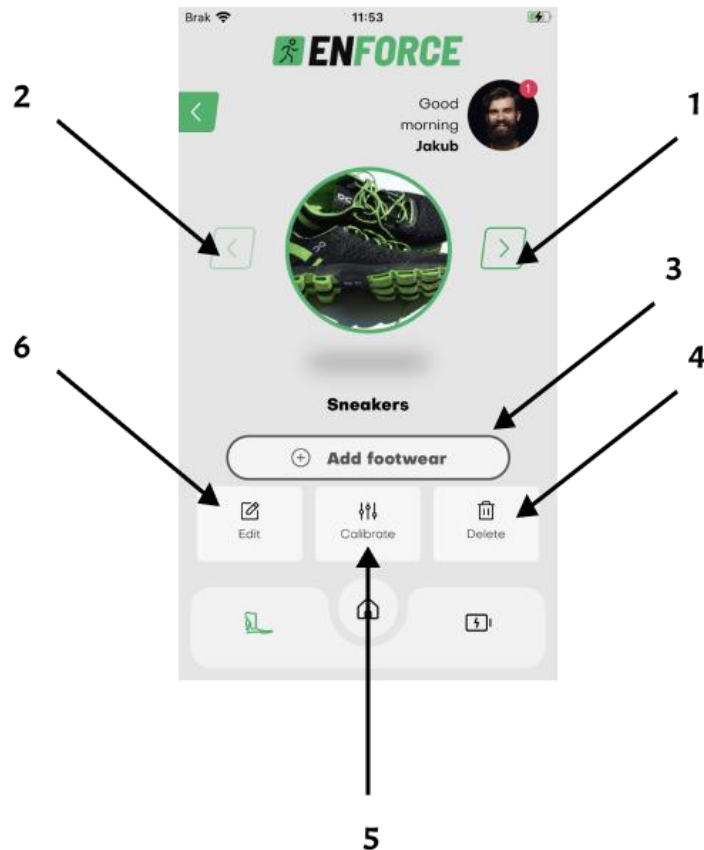 Brak 11:53
ENFORCE
2
1
1
Good
morning
Jakub
3
6
4
Sneakers
Add footwear
Edit Calibrate Delete
5